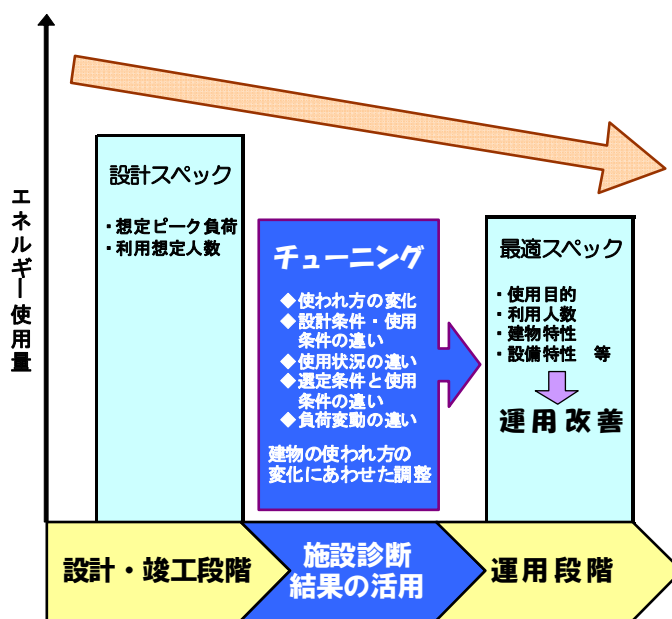 エネルギー使用量
設計スペック
・想定ピーク負荷
・利用想定人数
チューニング
◆使われ方の変化
◆設計条件・使用
条件の違い
◆使用状況の違い
◆選定条件と使用
条件の違い
◆負荷変動の違い
建物の使われ方の
変化にあわせた調整
最適スペック
・使用目的
・利用人数
・建物特性
・設備特性　等
運用改善
設計・竣工段階
施設診断
結果の活用
運用段階